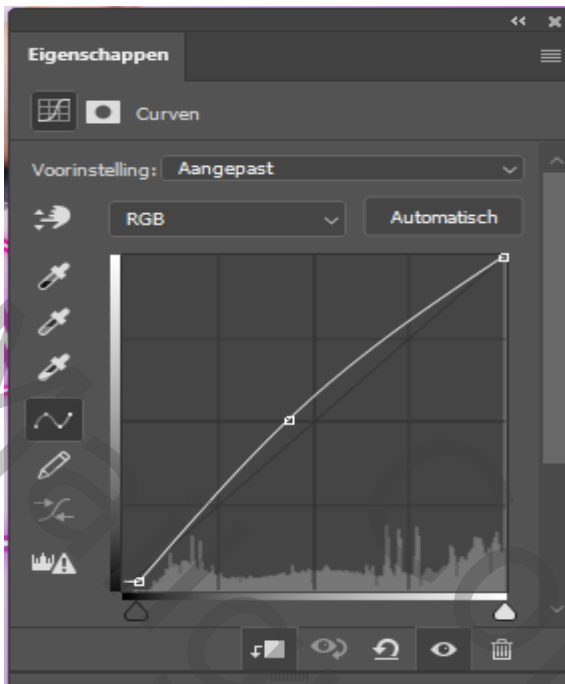 Eigenschappen
Curven
Voorinstelling: Aangepast
RGB
Automatisch